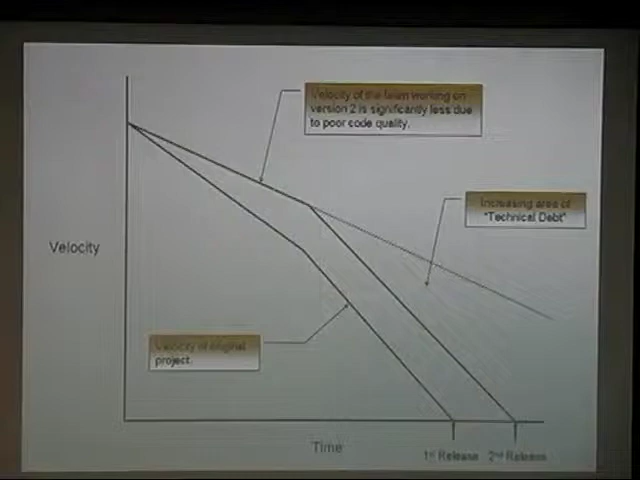 Velocity of the team working on
version 2 is significantly less due
to poor code quality.
Increasing area of
"Technical Debt"
Velocity
Velocity of original
project.
Time
1st Release
2nd Release